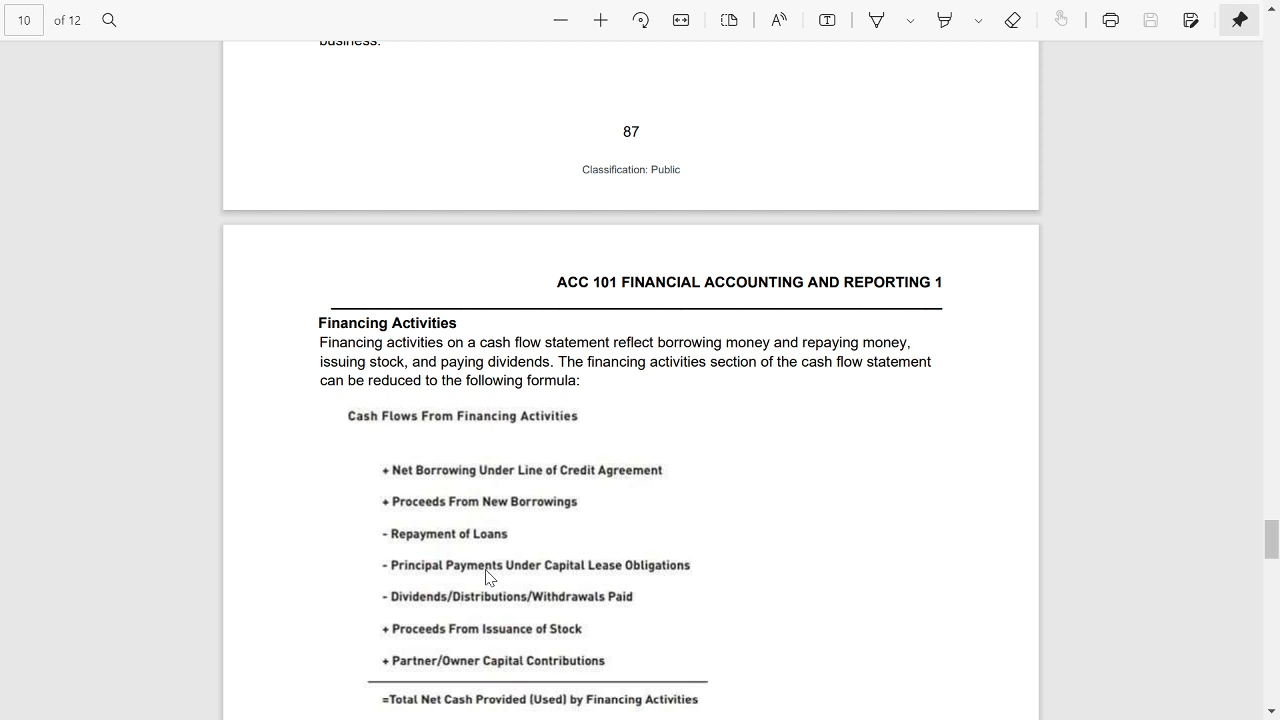 10 of 12
business.
87
Classification: Public
ACC 101 FINANCIAL ACCOUNTING AND REPORTING 1
Financing Activities
Financing activities on a cash flow statement reflect borrowing money and repaying money,
issuing stock, and paying dividends. The financing activities section of the cash flow statement
can be reduced to the following formula:
Cash Flows From Financing Activities
+ Net Borrowing Under Line of Credit Agreement
+ Proceeds From New Borrowings
- Repayment of Loans
- Principal Payments Under Capital Lease Obligations
- Dividends/Distributions/Withdrawals Paid
+ Proceeds From Issuance of Stock
+ Partner/Owner Capital Contributions
=Total Net Cash Provided (Used) by Financing Activities